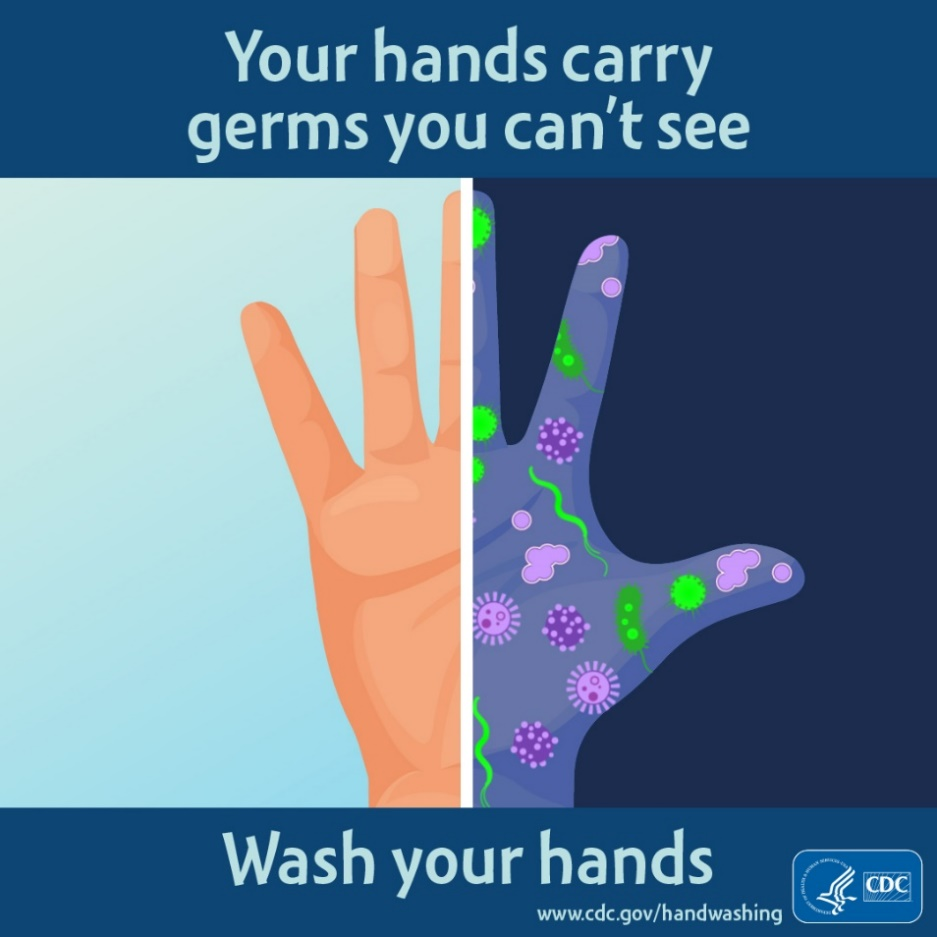 Your hands carry
germs you can't see
Wash your hands
www.cdc.gov/handwashing
CDC